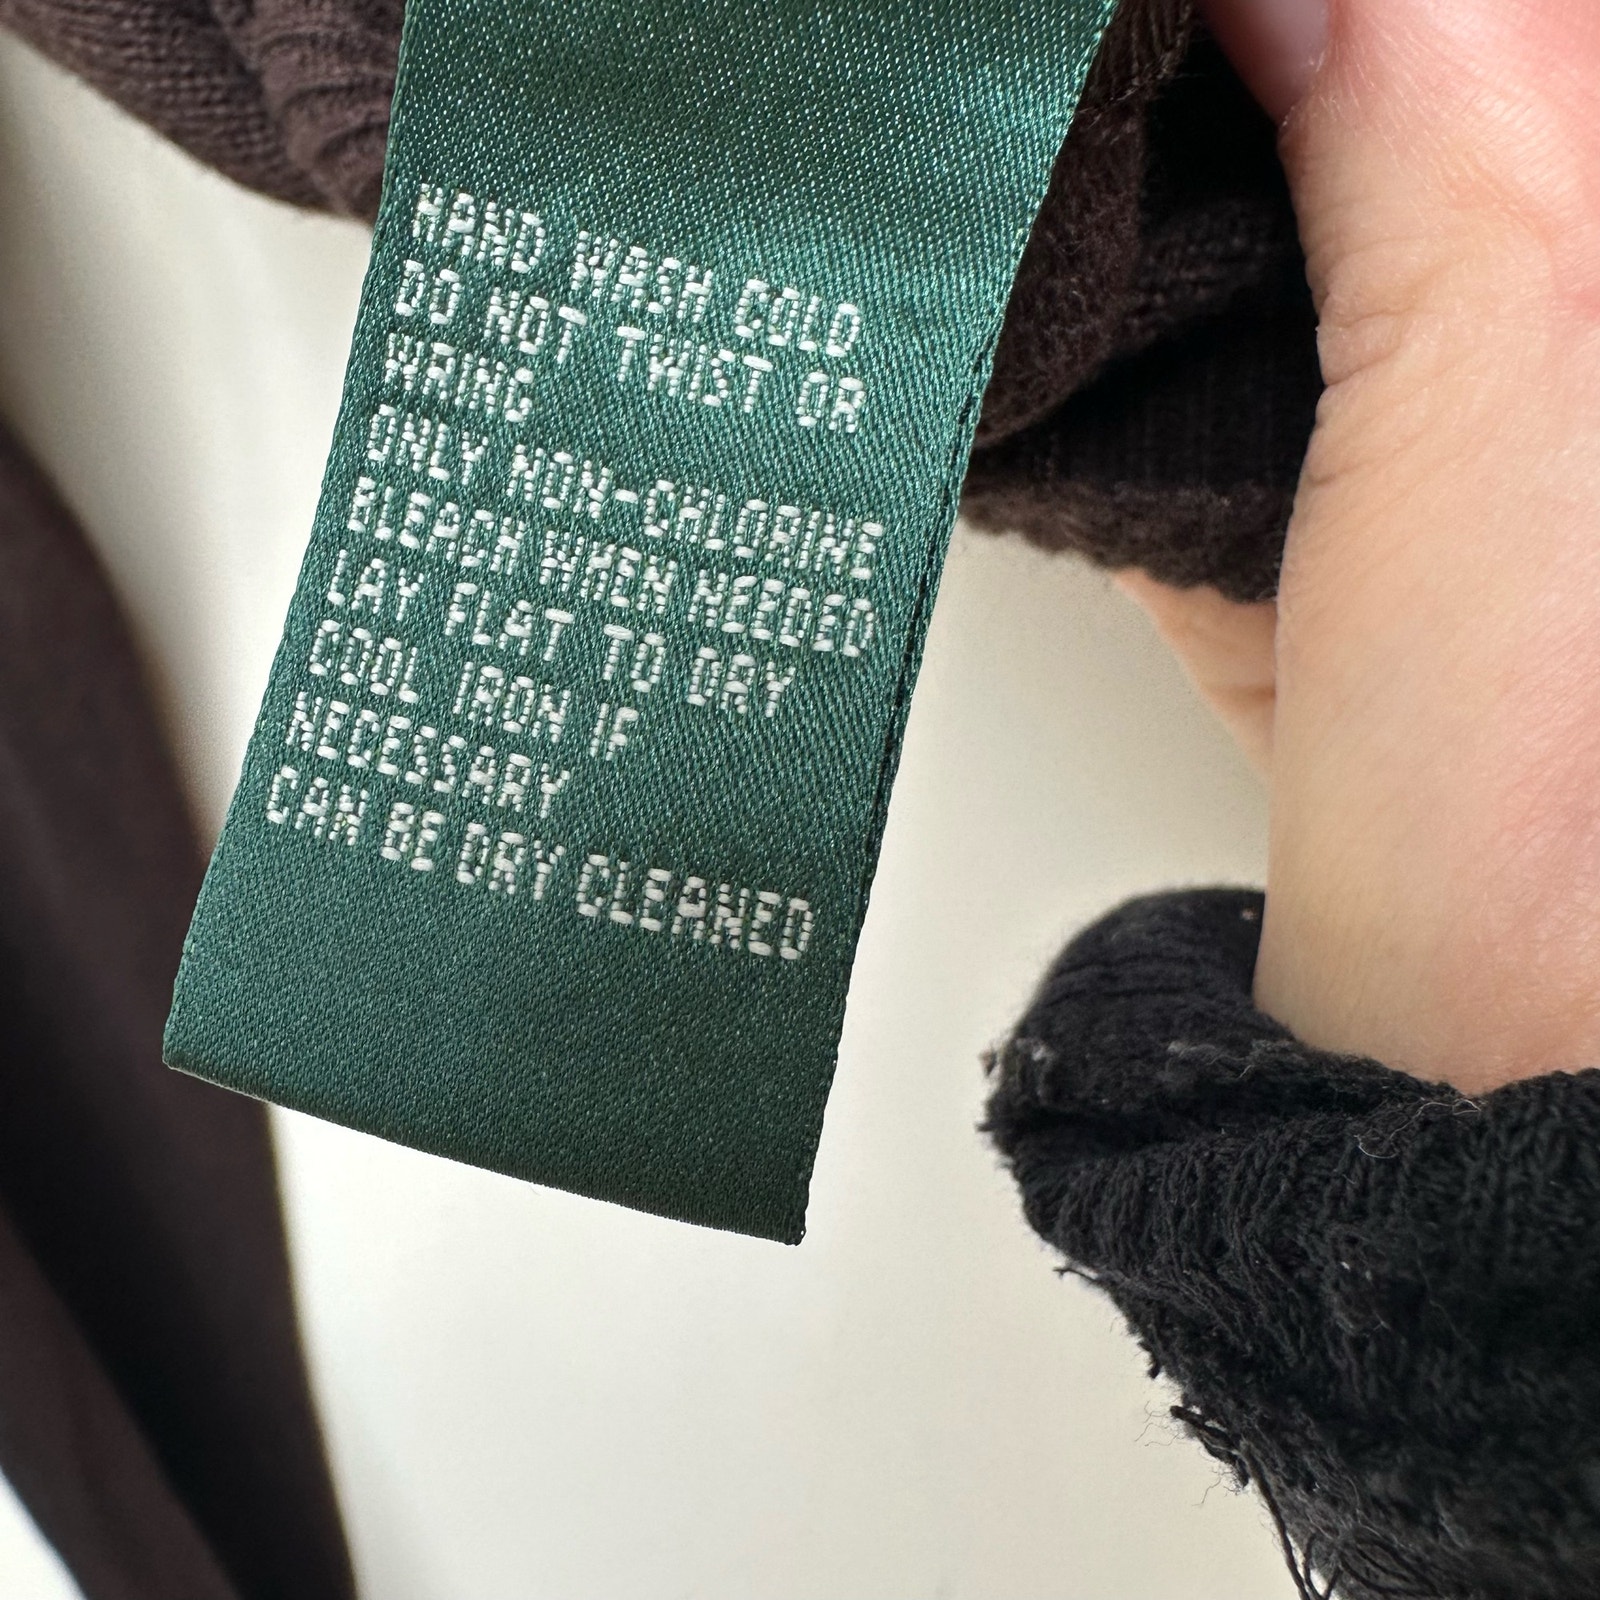 HAND WASH COLD
DO NOT TWIST OR
WRING
ONLY NON-CHLORINE
BLEACH WHEN NEEDED
LAY FLAT TO DRY
COOL IRON IF
NECESSARY
CAN BE DRY CLEANED